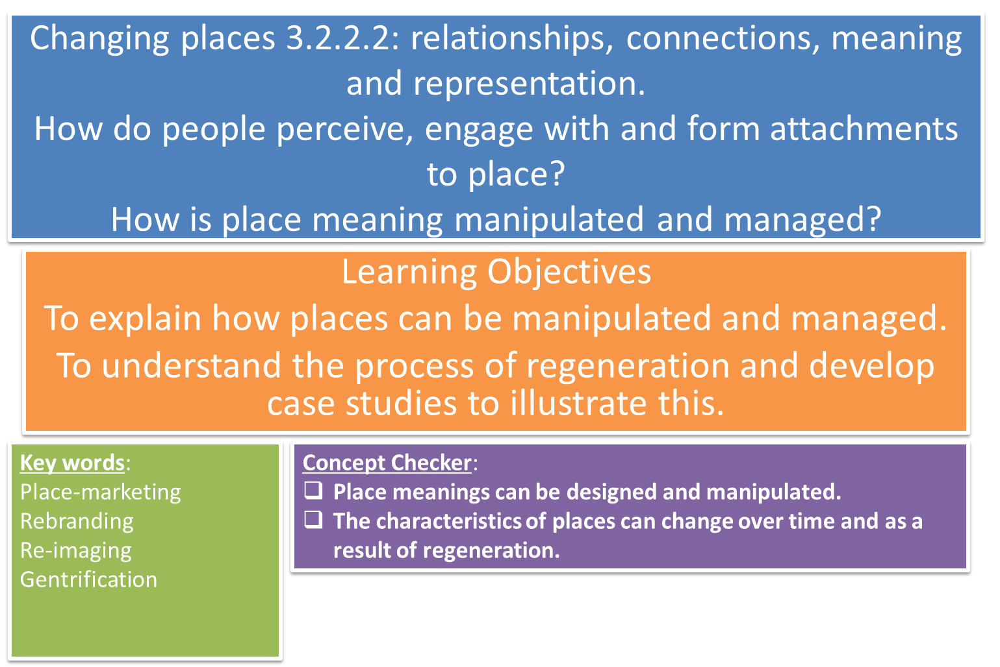 Changing places 3.2.2.2: relationships, connections, meaning
and representation.
How do people perceive, engage with and form attachments
to place?
How is place meaning manipulated and managed?
Learning Objectives
To explain how places can be manipulated and managed.
To understand the process of regeneration and develop
case studies to illustrate this.
Key words:
Place-marketing
Rebranding
Re-imaging
Gentrification
Concept Checker:
❑ Place meanings can be designed and manipulated.
❑ The characteristics of places can change over time and as a
result of regeneration.